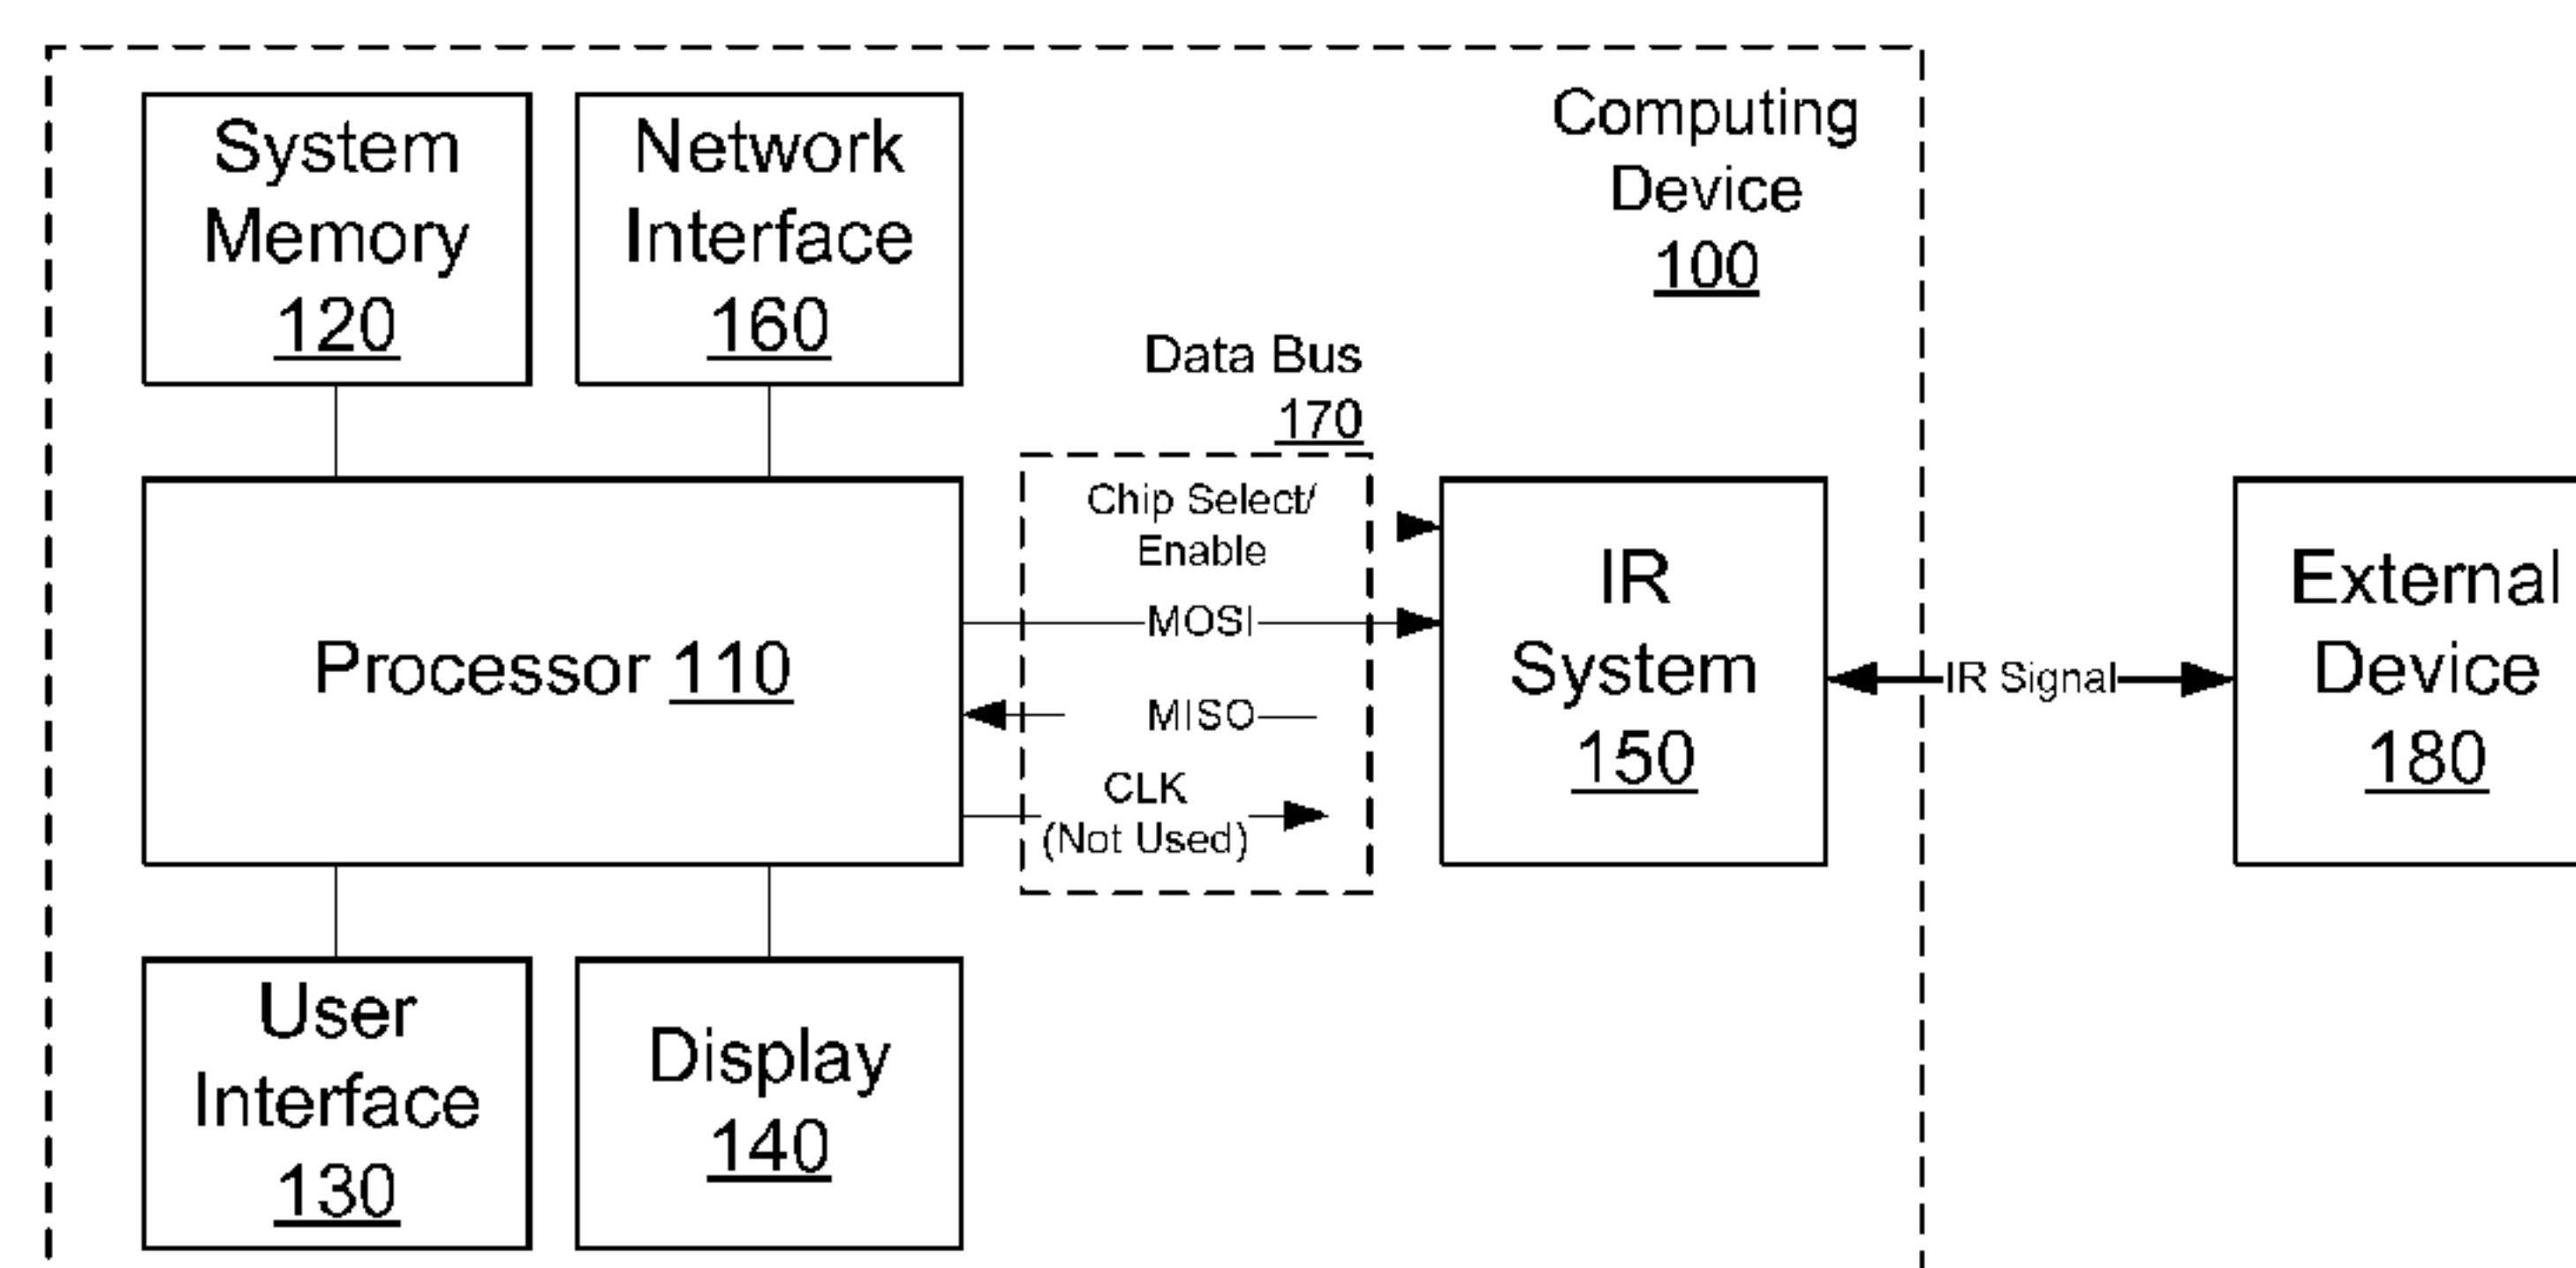 System
Memory
120
Network
Interface
160
Computing
Device
100
Data Bus
170
Chip Select/
Enable
MOSI
MISO
CLK
(Not Used)
Processor 110
IR
System
150
IR Signal
External
Device
180
User
Interface
130
Display
140